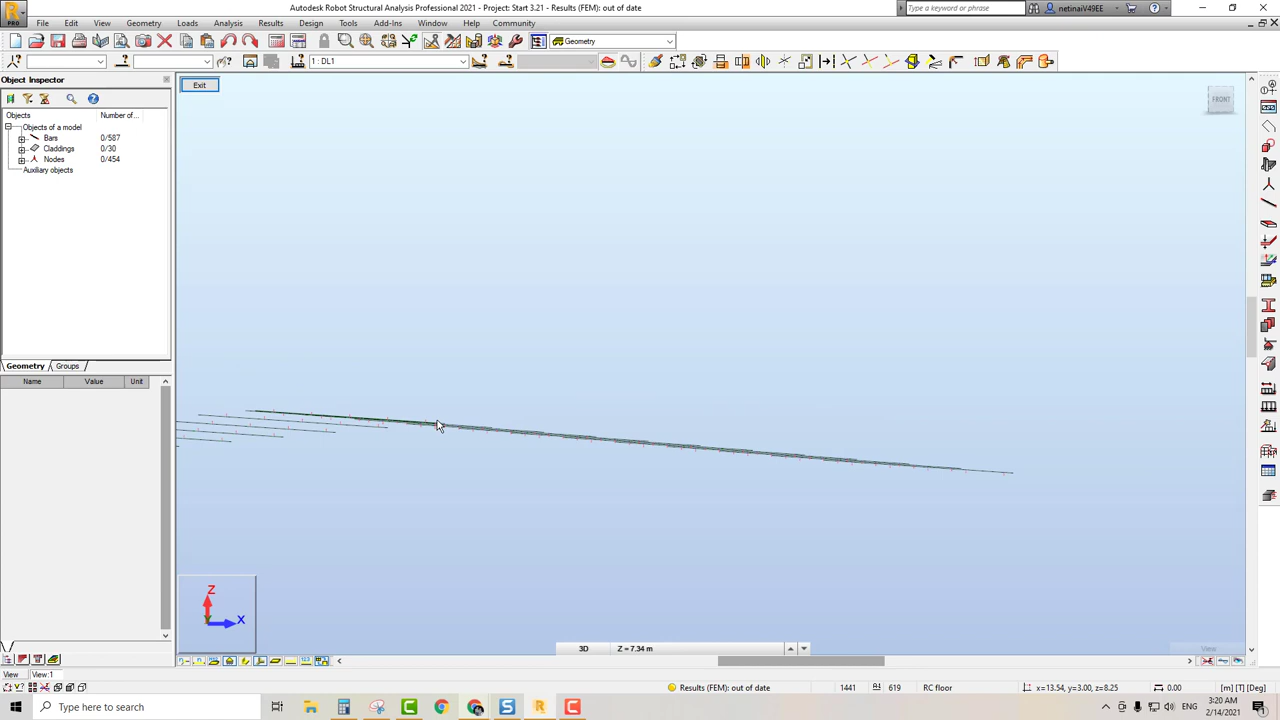 Autodesk Robot Structural Analysis Professional 2021 - Project: Start 3.21 - Results (FEM): out of date
Type a keyword or phrase
netinaiV49EE
PRO
File Edit View Geometry Loads Analysis Results Design Tools Add-Ins Window Help Community
Geometry
1 : DL1
Object Inspector
Exit
FRONT
Objects Number of...
Objects of a model
Bars 0/587
Claddings 0/30
Nodes 0/454
Auxiliary objects
Geometry Groups
Name Value Unit
Z
X
3D Z = 7.34 m
View
View View:1
Results (FEM): out of date 1441 619 RC floor x=13.54, y=3.00, z=8.25 0.00 [m] [T] [Deg]
Type here to search
ENG 3:20 AM
2/14/2021